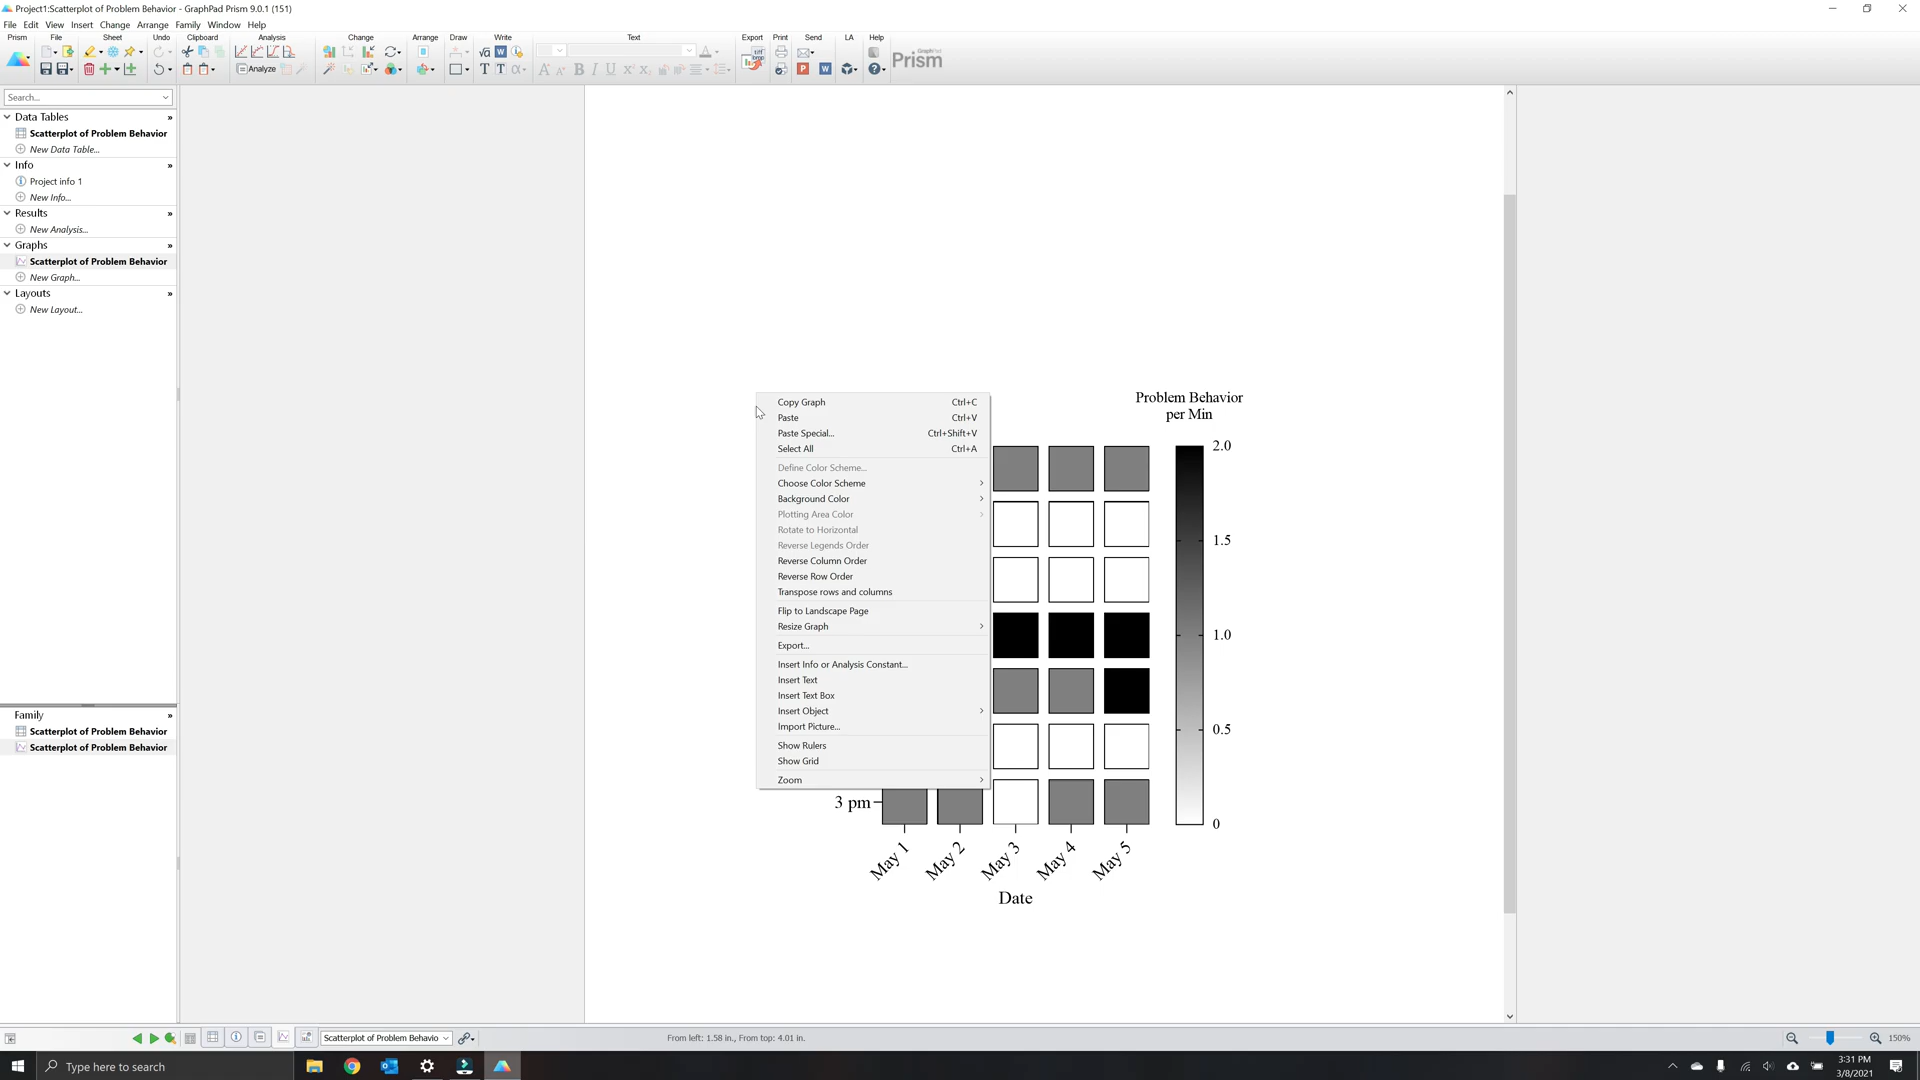 Project1:Scatterplot of Problem Behavior - GraphPad Prism 9.0.1 (151)
File Edit View Insert Change Arrange Family Window Help
Prism File Sheet Undo Clipboard Analysis Change Arrange Draw Write Text Export Print Send LA Help
Analyze
GraphPad
Prism
Search...
Data Tables
Scatterplot of Problem Behavior
New Data Table...
Info
Project info 1
New Info...
Results
New Analysis...
Graphs
Scatterplot of Problem Behavior
New Graph...
Layouts
New Layout...
Family
Scatterplot of Problem Behavior
Scatterplot of Problem Behavior
Copy Graph Ctrl+C
Paste Ctrl+V
Paste Special... Ctrl+Shift+V
Select All Ctrl+A
Define Color Scheme...
Choose Color Scheme
Background Color
Plotting Area Color
Rotate to Horizontal
Reverse Legends Order
Reverse Column Order
Reverse Row Order
Transpose rows and columns
Flip to Landscape Page
Resize Graph
Export...
Insert Info or Analysis Constant...
Insert Text
Insert Text Box
Insert Object
Import Picture...
Show Rulers
Show Grid
Zoom
Problem Behavior
per Min
2.0
1.5
1.0
0.5
0
3 pm
May 1 May 2 May 3 May 4 May 5
Date
Scatterplot of Problem Behavio
From left: 1.58 in., From top: 4.01 in.
150%
Type here to search
3:31 PM
3/8/2021